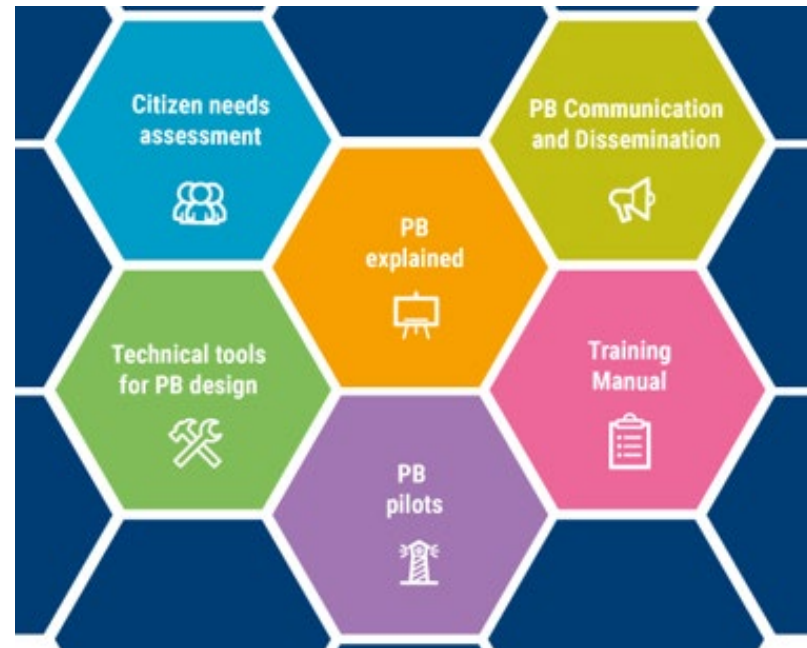 Citizen needs
assessment
PB Communication
and Dissemination
PB
explained
Technical tools
for PB design
Training
Manual
PB
pilots